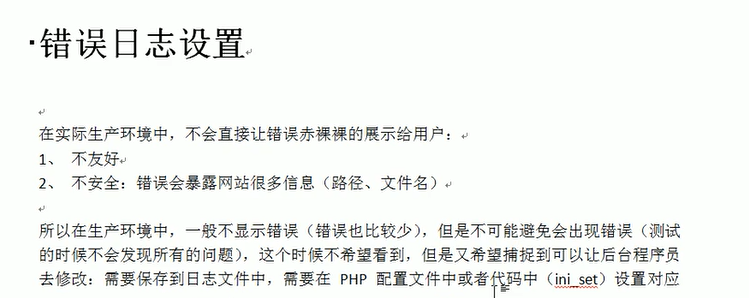 错误日志设置
在实际生产环境中，不会直接让错误赤裸裸的展示给用户：
1、 不友好
2、 不安全：错误会暴露网站很多信息（路径、文件名）
所以在生产环境中，一般不显示错误（错误也比较少），但是不可能避免会出现错误（测试
的时候不会发现所有的问题），这个时候不希望看到，但是又希望捕捉到可以让后台程序员
去修改：需要保存到日志文件中，需要在 PHP 配置文件中或者代码中（ini_set）设置对应